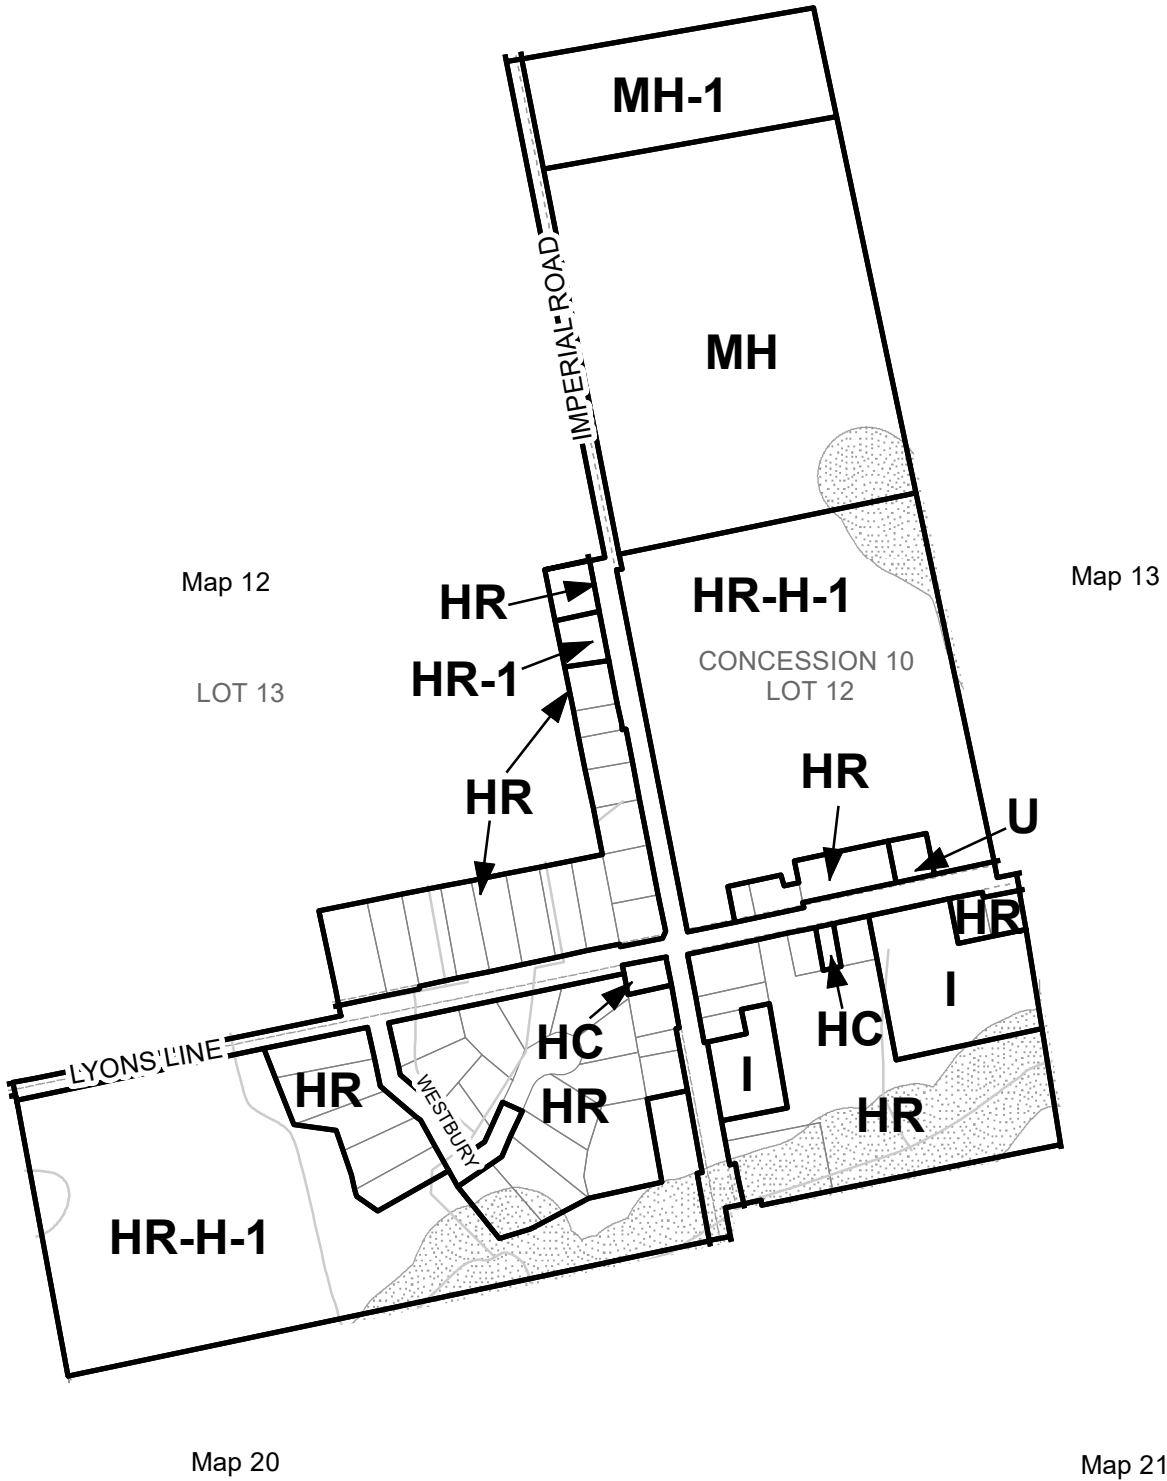 MH-1
IMPERIAL ROAD
MH
Map 12
HR
HR-H-1
Map 13
HR-1
CONCESSION 10
LOT 12
LOT 13
HR
HR
U
HR
I
HC
HC
LYONS LINE
HR
WESTBURY
HR
I
HR
HR-H-1
Map 20
Map 21